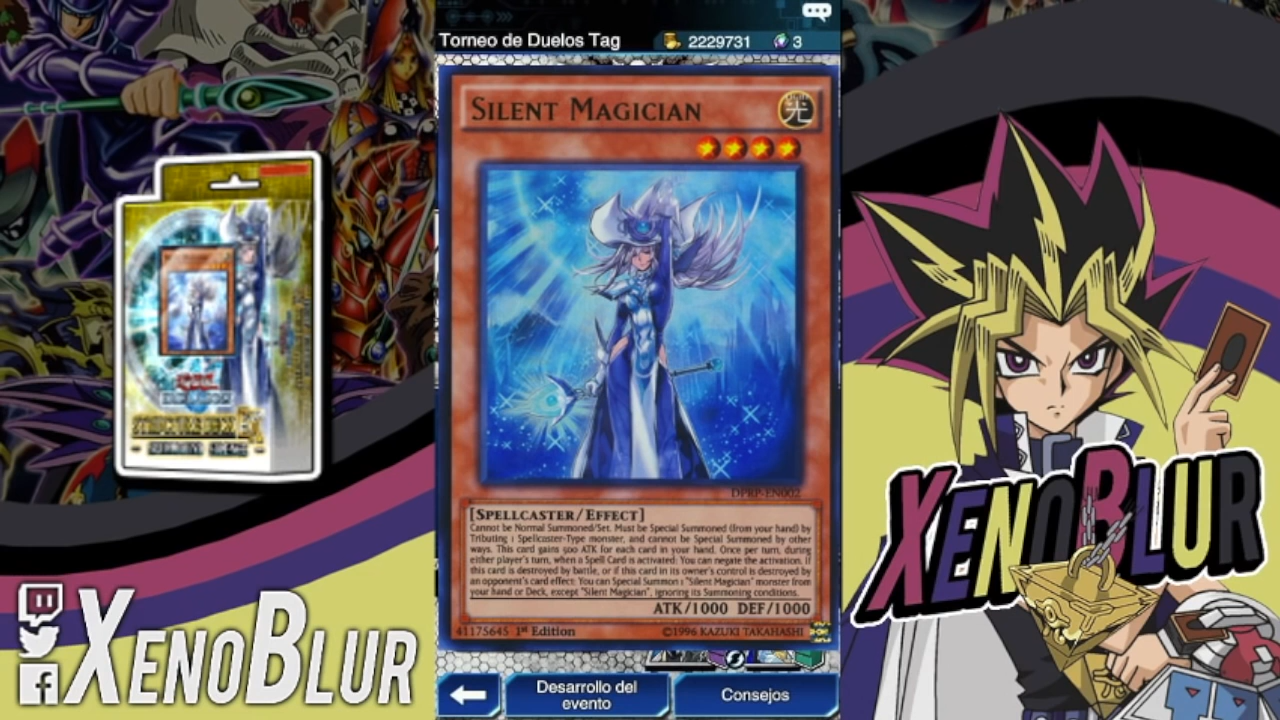 Torneo de Duelos Tag
2229731
3
SILENT MAGICIAN
光
DPRP-EN002
[SPELLCASTER/EFFECT]
Cannot be Normal Summoned/Set. Must be Special Summoned (from your hand) by
Tributing 1 Spellcaster-Type monster, and cannot be Special Summoned by other
ways. This card gains 500 ATK for each card in your hand. Once per turn, during
either player's turn, when a Spell Card is activated: You can negate the activation. If
this card is destroyed by battle, or if this card in its owner's control is destroyed by
an opponent's card effect: You can Special Summon 1 "Silent Magician" monster from
your hand or Deck, except "Silent Magician", ignoring its Summoning conditions.
ATK/1000 DEF/1000
41175645 1st Edition
©1996 KAZUKI TAKAHASHI
Desarrollo del
evento
Consejos
XENOBLUR
XENOBLUR